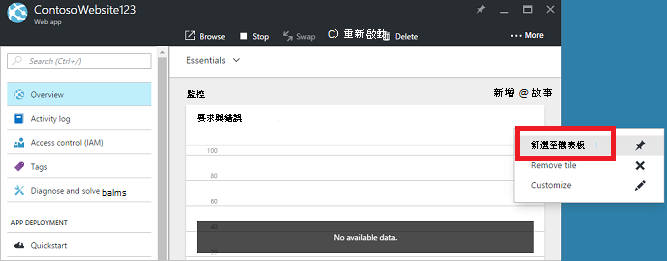 ContosoWebsite123
Web app
Browse
Stop
Swap
重新啟動
Delete
More
Search (Ctrl+/)
Essentials
Overview
Activity log
Access control (IAM)
Tags
Diagnose and solve balms
APP DEPLOYMENT
Quickstart
監控
新增 @ 故事
要求與錯誤
100
80
60
40
20
No available data.
釘選至儀表板
Remove tile
Customize